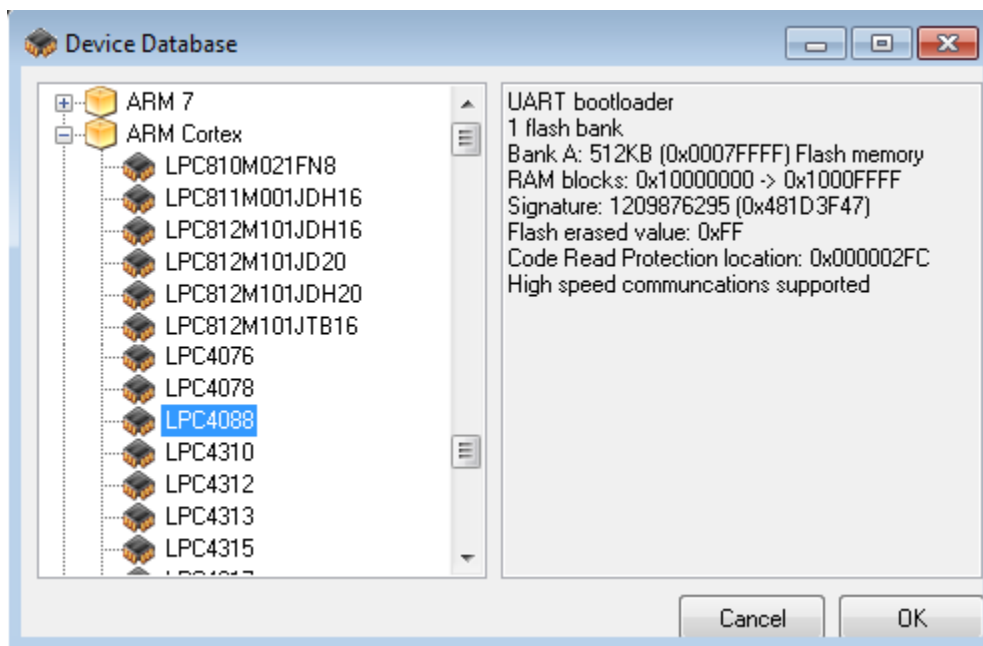 Device Database
ARM 7
ARM Cortex
LPC810M021FN8
LPC811M001JDH16
LPC812M101JDH16
LPC812M101JD20
LPC812M101JDH20
LPC812M101JTB16
LPC4076
LPC4078
LPC4088
LPC4310
LPC4312
LPC4313
LPC4315
UART bootloader
1 flash bank
Bank A: 512KB (0x0007FFFF) Flash memory
RAM blocks: 0x10000000 -> 0x1000FFFF
Signature: 1209876295 (0x481D3F47)
Flash erased value: 0xFF
Code Read Protection location: 0x000002FC
High speed communcations supported
Cancel
OK